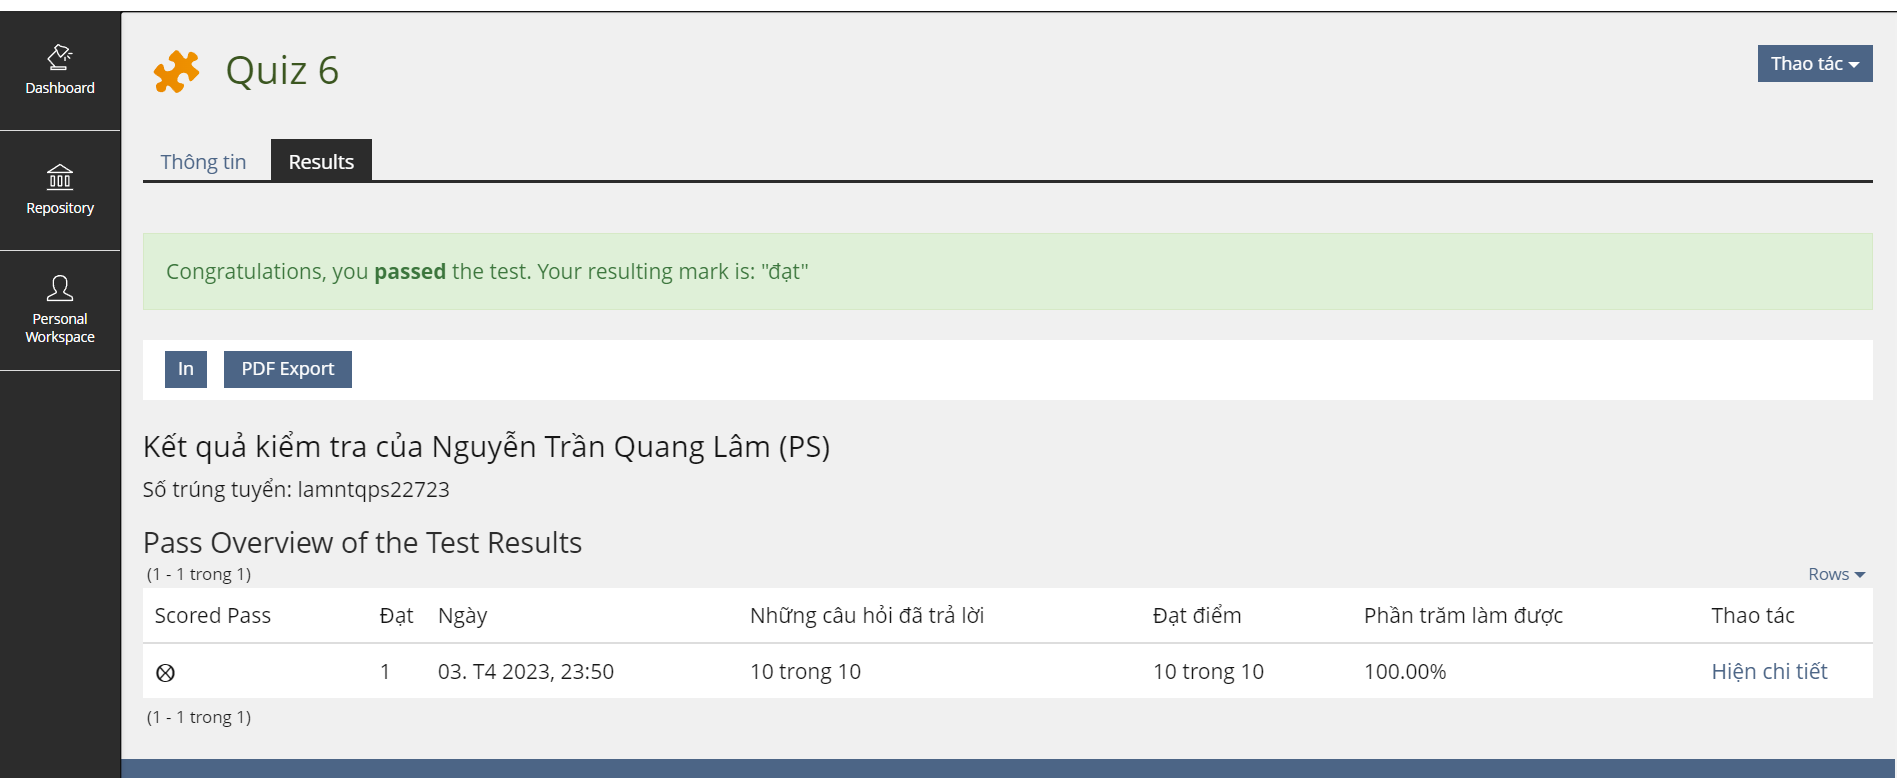 Quiz 6
Thao tác
Dashboard
Repository
Personal
Workspace
Thông tin
Results
Congratulations, you passed the test. Your resulting mark is: "đạt"
In
PDF Export
Kết quả kiểm tra của Nguyễn Trần Quang Lâm (PS)
Số trúng tuyển: lamntqps22723
Pass Overview of the Test Results
(1 - 1 trong 1)
Rows
Scored Pass Đạt Ngày Những câu hỏi đã trả lời Đạt điểm Phần trăm làm được Thao tác
1 03. T4 2023, 23:50 10 trong 10 10 trong 10 100.00% Hiện chi tiết
(1 - 1 trong 1)